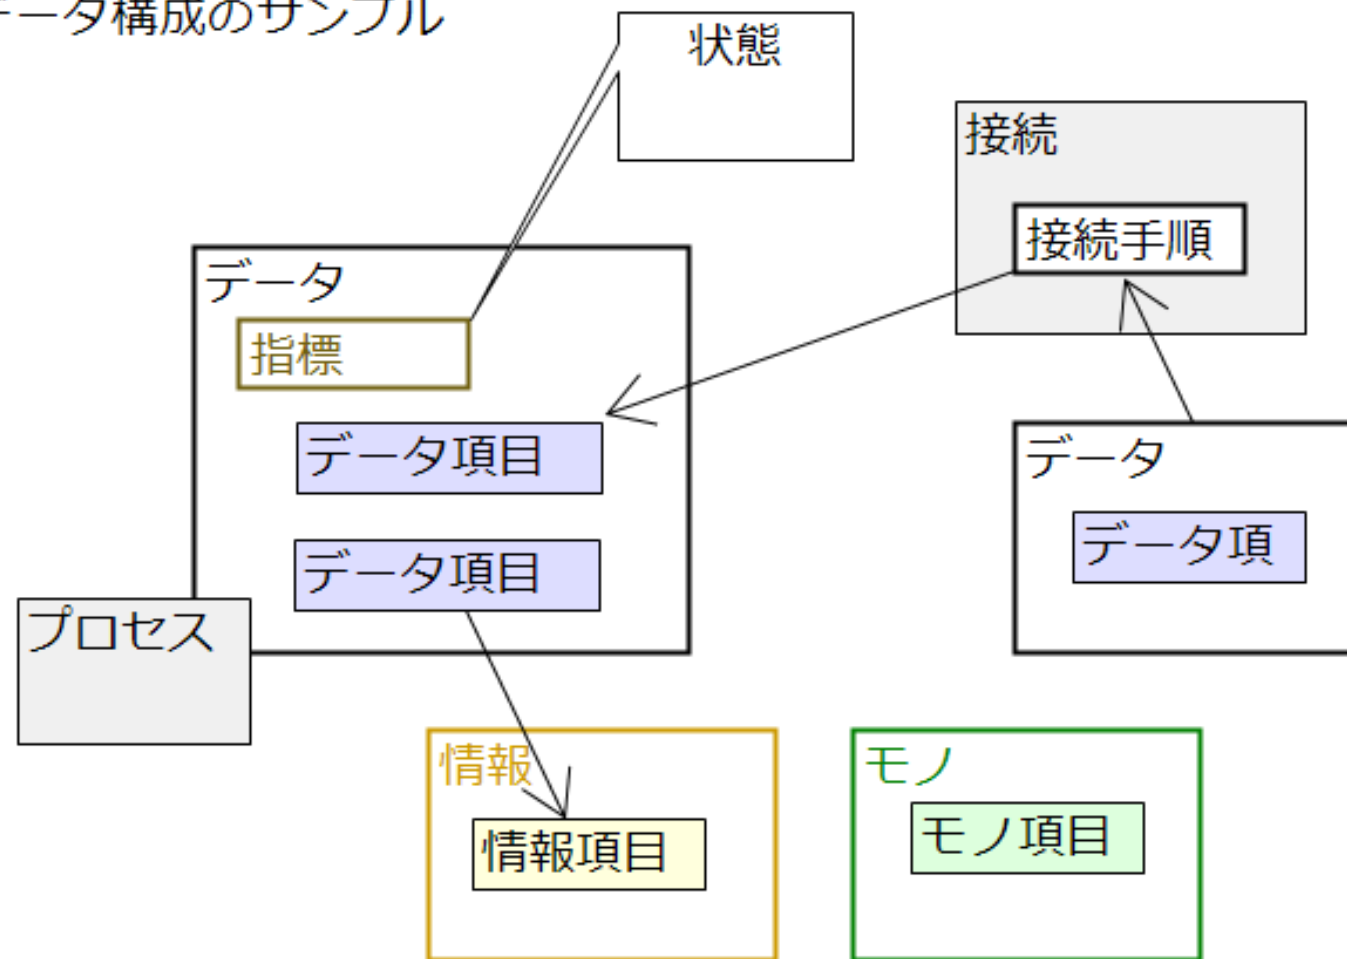 データ構成のサンプル
状態
接続
接続手順
データ
指標
データ項目
データ項目
プロセス
データ
データ項
情報
情報項目
モノ
モノ項目